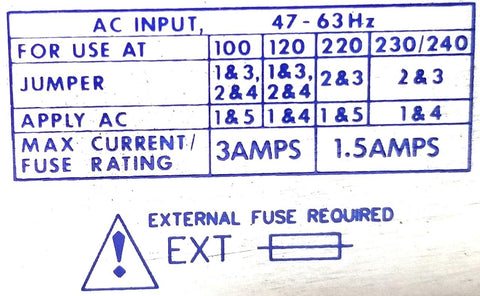 AC INPUT, 47-63Hz
FOR USE AT 100 120 220 230/240
JUMPER 1&3, 2&4 1&3, 2&4 2&3 2&3
APPLY AC 1&5 1&4 1&5 1&4
MAX CURRENT/ FUSE RATING 3AMPS 1.5AMPS
EXTERNAL FUSE REQUIRED
! EXT